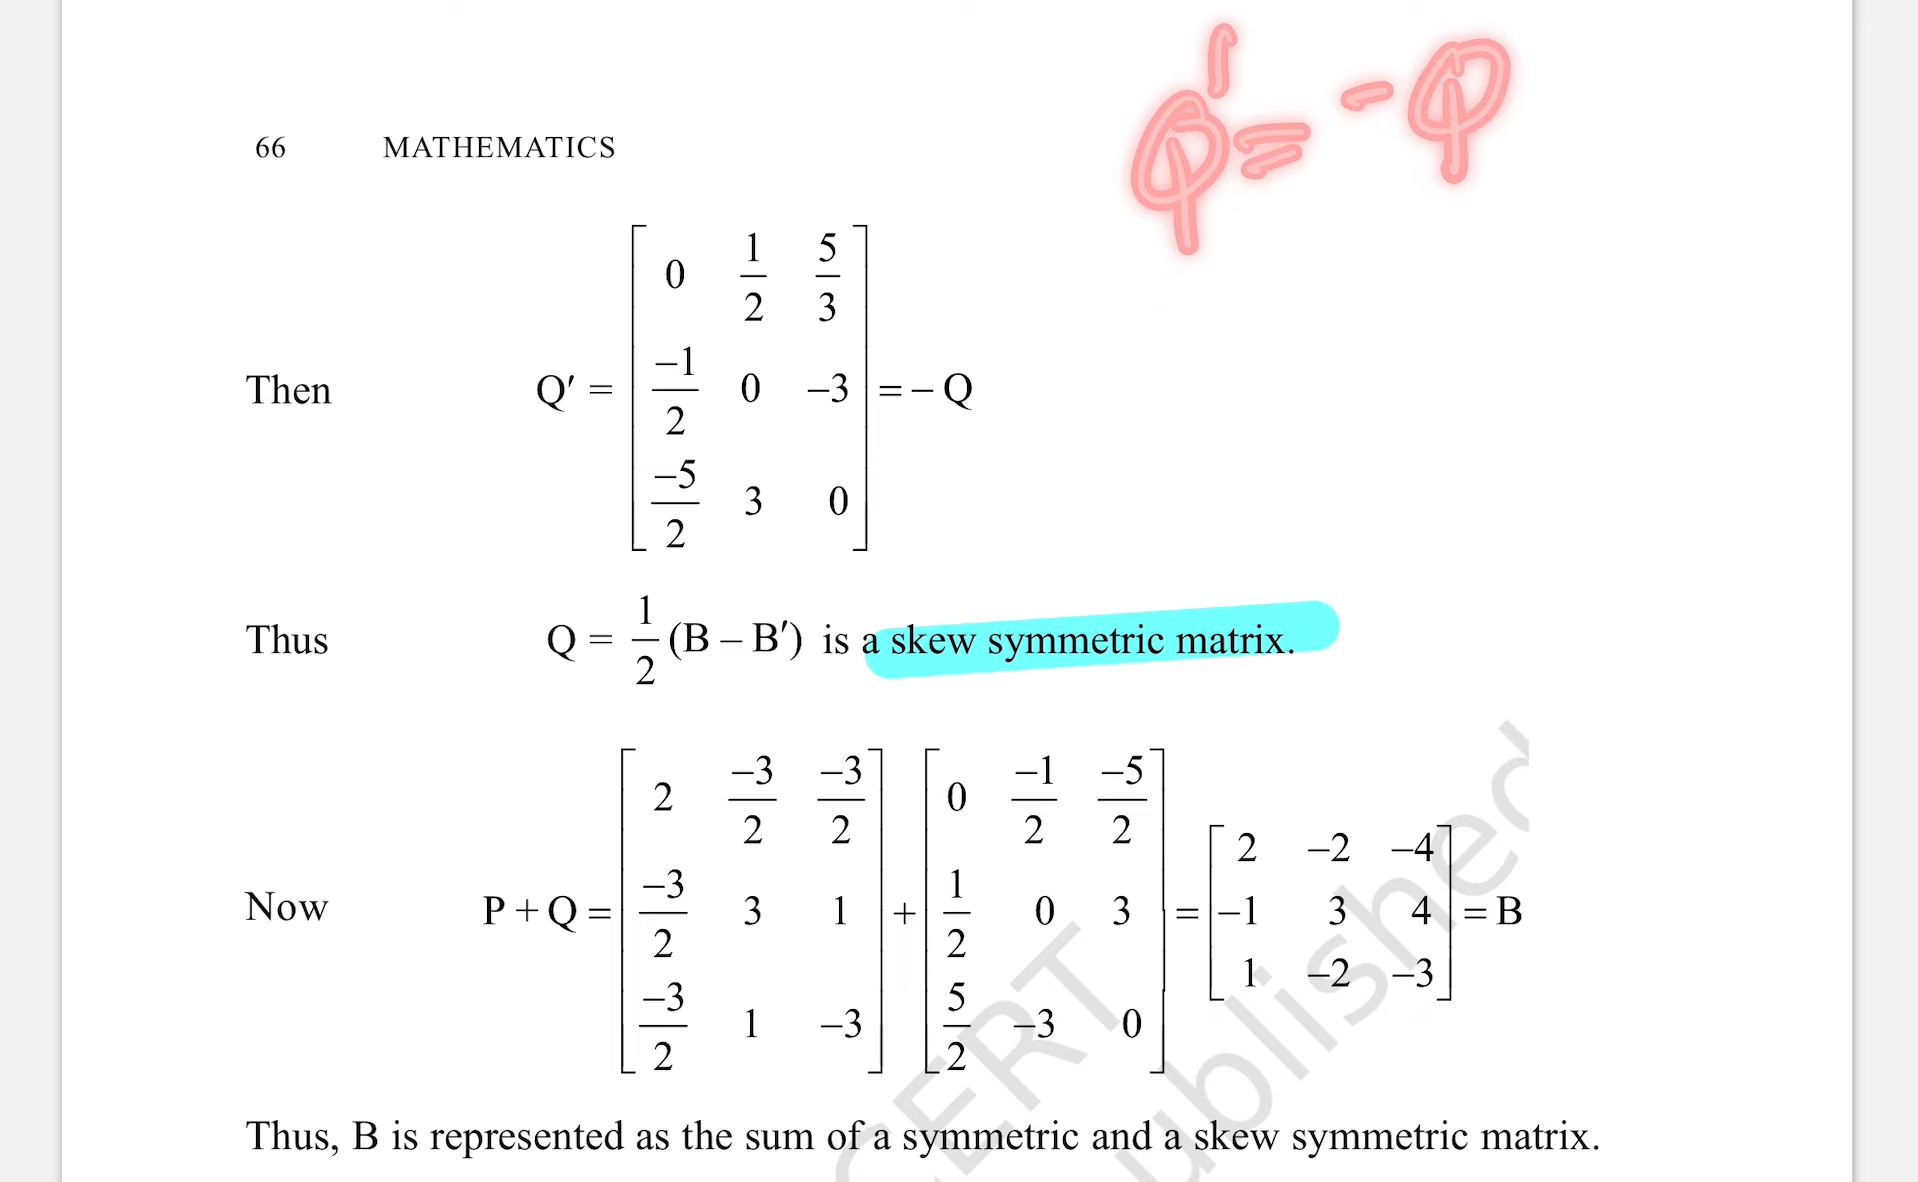 Q' = -Q
66 MATHEMATICS
Then Q′ = [0 1/2 5/3; −1/2 0 −3; −5/2 3 0] = − Q
Thus Q = 1/2 (B – B′) is a skew symmetric matrix.
Now P + Q = [2 −3/2 −3/2; −3/2 3 1; −3/2 1 −3] + [0 −1/2 −5/2; 1/2 0 3; 5/2 −3 0] = [2 −2 −4; −1 3 4; 1 −2 −3] = B
Thus, B is represented as the sum of a symmetric and a skew symmetric matrix.
CERT
ublished